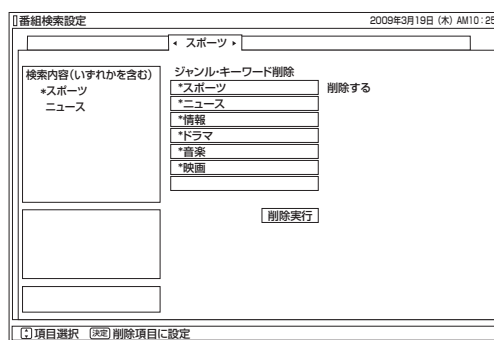 番組検索設定 2009年3月19日（木）AM10：25
スポーツ
検索内容（いずれかを含む）
*スポーツ
ニュース
ジャンル・キーワード削除
*スポーツ 削除する
*ニュース
*情報
*ドラマ
*音楽
*映画
削除実行
項目選択 決定 削除項目に設定